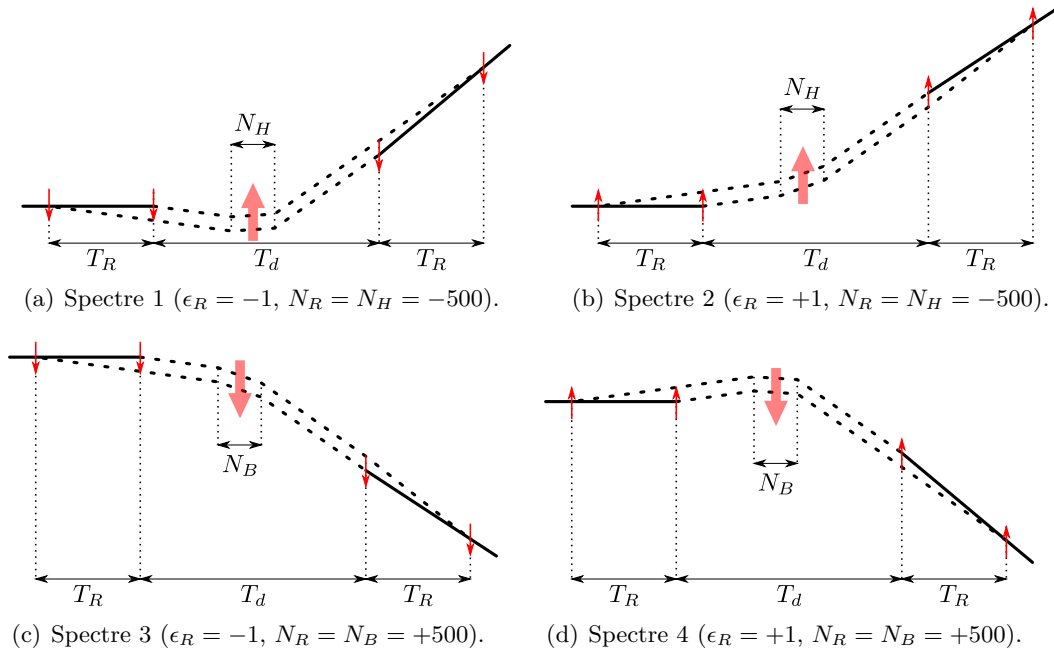 N_H
T_R
T_d
T_R
(a) Spectre 1 (ϵ_R = −1, N_R = N_H = −500).
N_H
T_R
T_d
T_R
(b) Spectre 2 (ϵ_R = +1, N_R = N_H = −500).
N_B
T_R
T_d
T_R
(c) Spectre 3 (ϵ_R = −1, N_R = N_B = +500).
N_B
T_R
T_d
T_R
(d) Spectre 4 (ϵ_R = +1, N_R = N_B = +500).